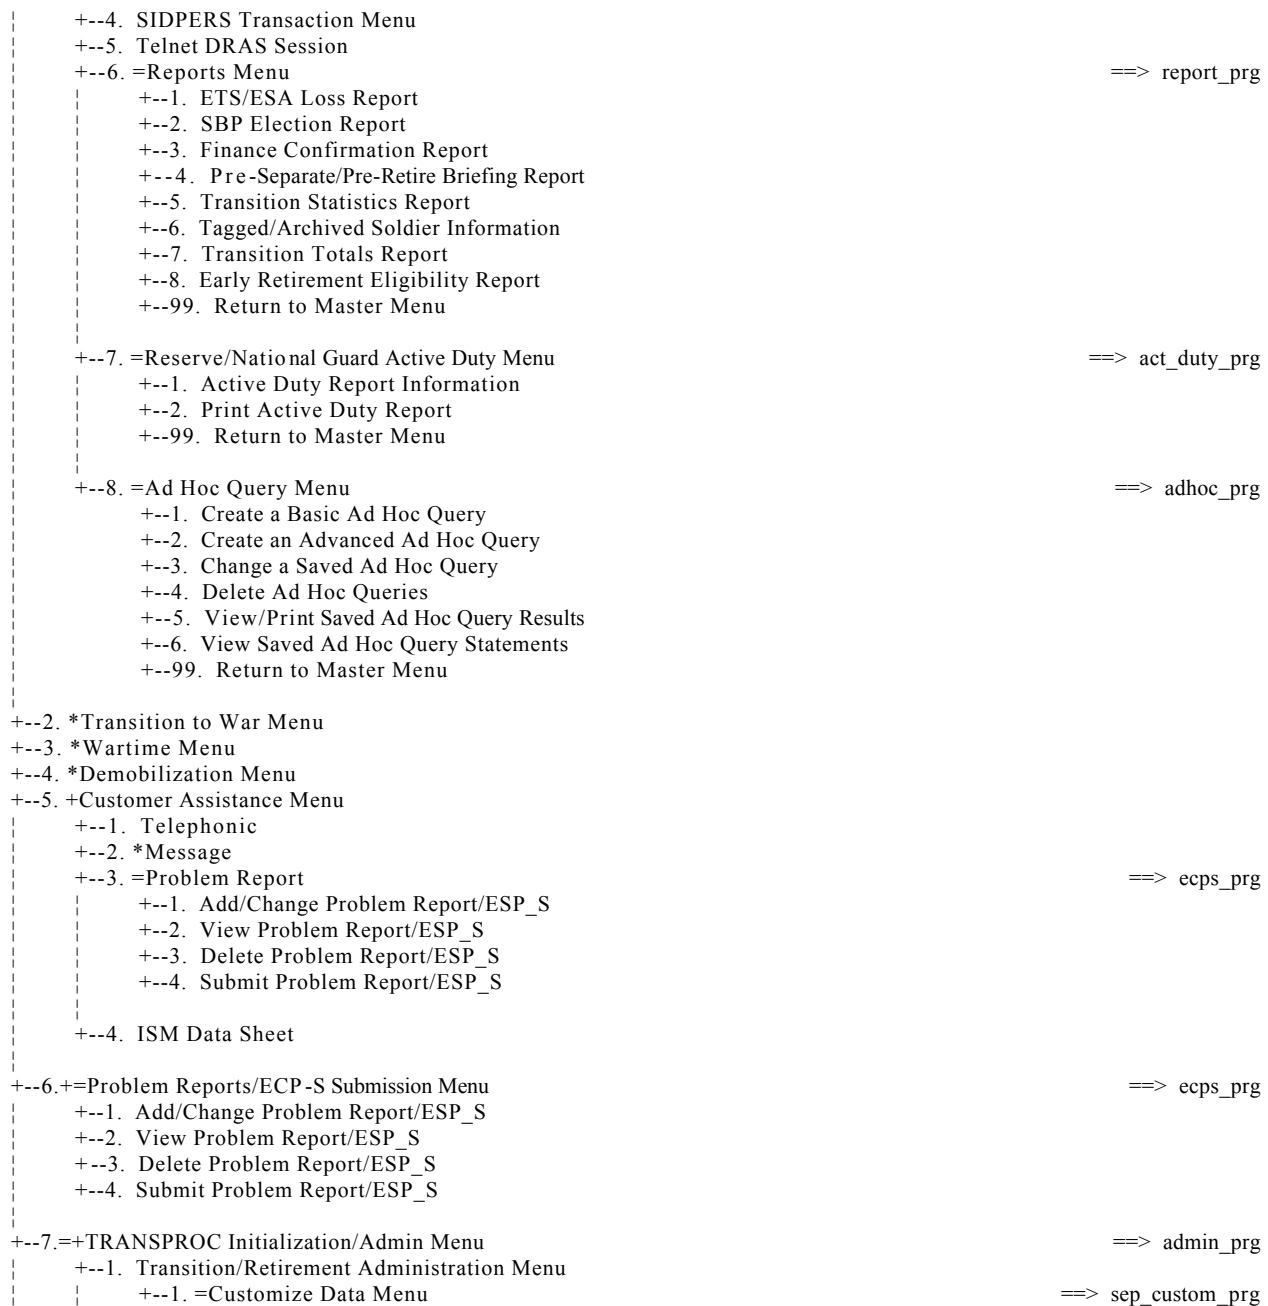 ¦ +--4. SIDPERS Transaction Menu
¦ +--5. Telnet DRAS Session
¦ +--6. =Reports Menu ==> report_prg
¦ ¦ +--1. ETS/ESA Loss Report
¦ ¦ +--2. SBP Election Report
¦ ¦ +--3. Finance Confirmation Report
¦ ¦ +--4. Pre-Separate/Pre-Retire Briefing Report
¦ ¦ +--5. Transition Statistics Report
¦ ¦ +--6. Tagged/Archived Soldier Information
¦ ¦ +--7. Transition Totals Report
¦ ¦ +--8. Early Retirement Eligibility Report
¦ ¦ +--99. Return to Master Menu
¦ ¦
¦ +--7. =Reserve/National Guard Active Duty Menu ==> act_duty_prg
¦ ¦ +--1. Active Duty Report Information
¦ ¦ +--2. Print Active Duty Report
¦ ¦ +--99. Return to Master Menu
¦ ¦
¦ +--8. =Ad Hoc Query Menu ==> adhoc_prg
¦ +--1. Create a Basic Ad Hoc Query
¦ +--2. Create an Advanced Ad Hoc Query
¦ +--3. Change a Saved Ad Hoc Query
¦ +--4. Delete Ad Hoc Queries
¦ +--5. View/Print Saved Ad Hoc Query Results
¦ +--6. View Saved Ad Hoc Query Statements
¦ +--99. Return to Master Menu
¦
+--2. *Transition to War Menu
+--3. *Wartime Menu
+--4. *Demobilization Menu
+--5. +Customer Assistance Menu
¦ +--1. Telephonic
¦ +--2. *Message
¦ +--3. =Problem Report ==> ecps_prg
¦ ¦ +--1. Add/Change Problem Report/ESP_S
¦ ¦ +--2. View Problem Report/ESP_S
¦ ¦ +--3. Delete Problem Report/ESP_S
¦ ¦ +--4. Submit Problem Report/ESP_S
¦ ¦
¦ +--4. ISM Data Sheet
¦
+--6.+=Problem Reports/ECP-S Submission Menu ==> ecps_prg
¦ +--1. Add/Change Problem Report/ESP_S
¦ +--2. View Problem Report/ESP_S
¦ +--3. Delete Problem Report/ESP_S
¦ +--4. Submit Problem Report/ESP_S
¦
+--7.=+TRANSPROC Initialization/Admin Menu ==> admin_prg
¦ +--1. Transition/Retirement Administration Menu
¦ ¦ +--1. =Customize Data Menu ==> sep_custom_prg